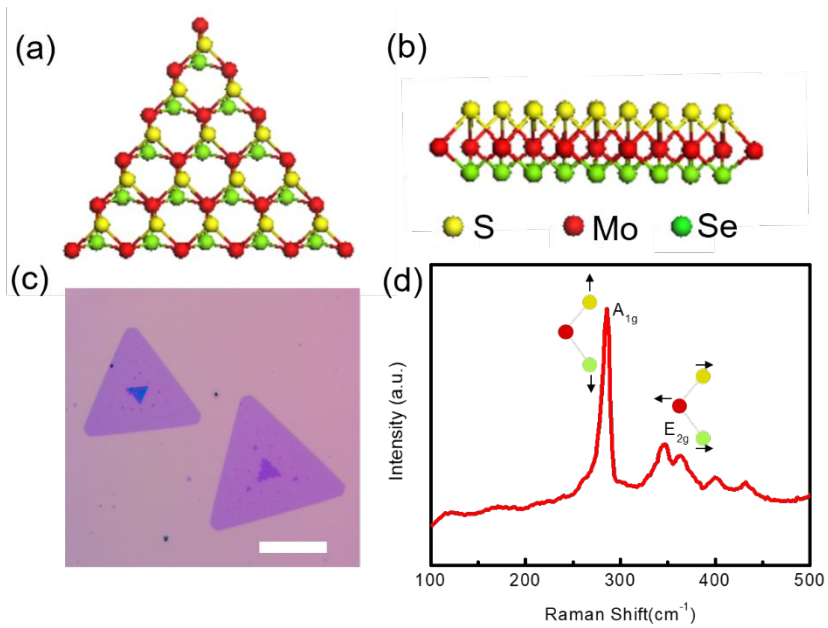 (a)
(b)
S Mo Se
(c)
(d)
A1g
E2g
Intensity (a.u.)
100 200 300 400 500
Raman Shift(cm-1)